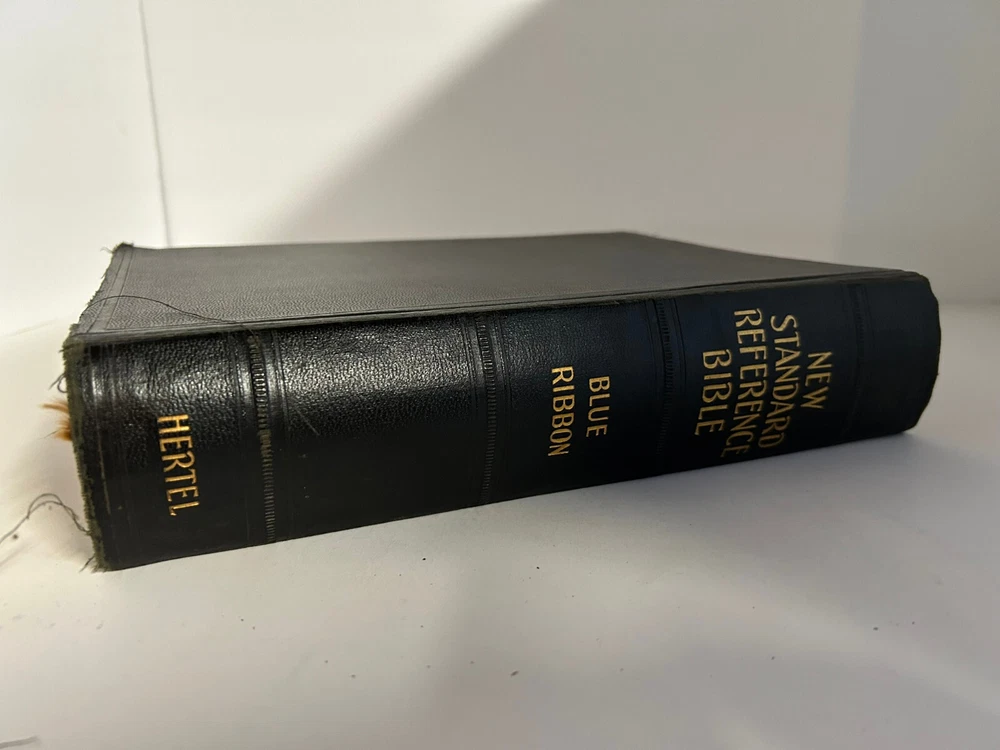 NEW
STANDARD
REFERENCE
BIBLE
BLUE
RIBBON
HERTEL